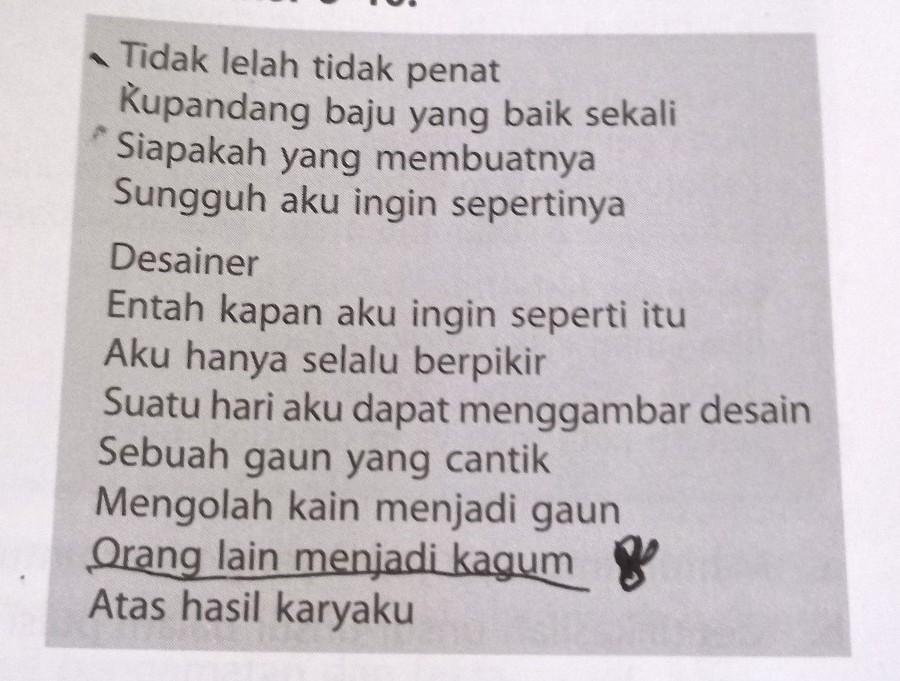 Tidak lelah tidak penat
Kupandang baju yang baik sekali
Siapakah yang membuatnya
Sungguh aku ingin sepertinya
Desainer
Entah kapan aku ingin seperti itu
Aku hanya selalu berpikir
Suatu hari aku dapat menggambar desain
Sebuah gaun yang cantik
Mengolah kain menjadi gaun
Orang lain menjadi kagum
Atas hasil karyaku